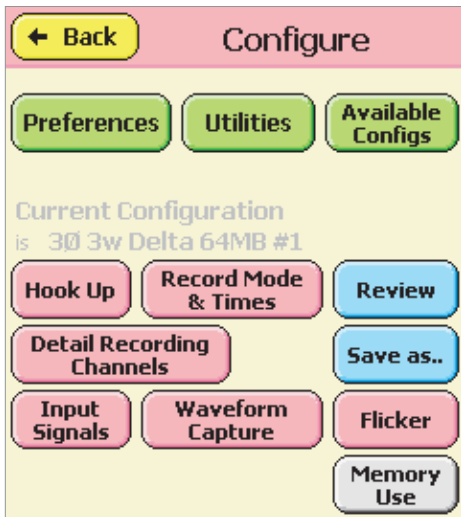 ← Back
Configure
Preferences
Utilities
Available
Configs
Current Configuration
is 3Ø 3w Delta 64MB #1
Hook Up
Record Mode
& Times
Review
Detail Recording
Channels
Save as..
Input
Signals
Waveform
Capture
Flicker
Memory
Use